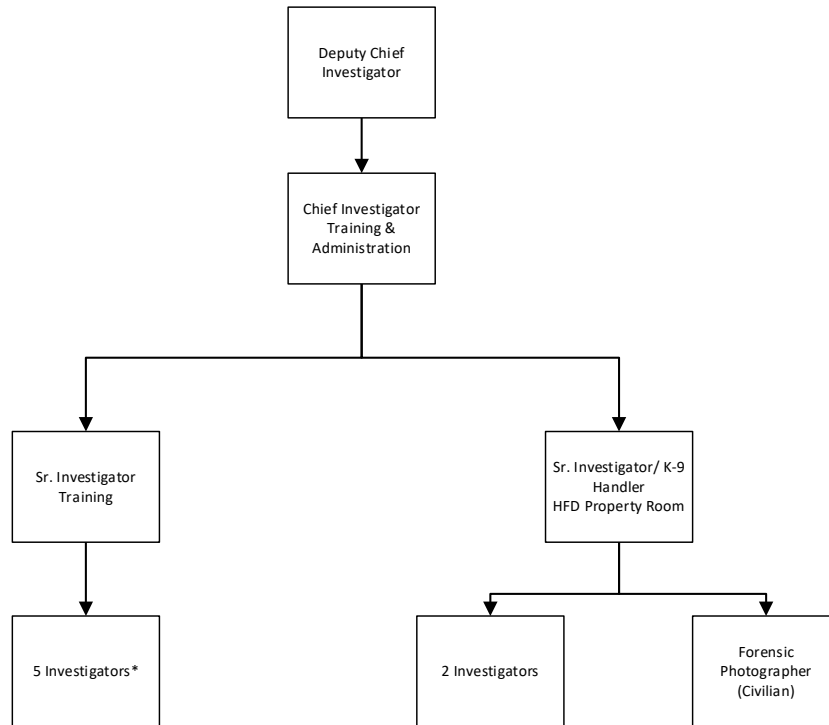 Deputy Chief
Investigator
Chief Investigator
Training &
Administration
Sr. Investigator
Training
Sr. Investigator/ K-9
Handler
HFD Property Room
5 Investigators*
2 Investigators
Forensic
Photographer
(Civilian)